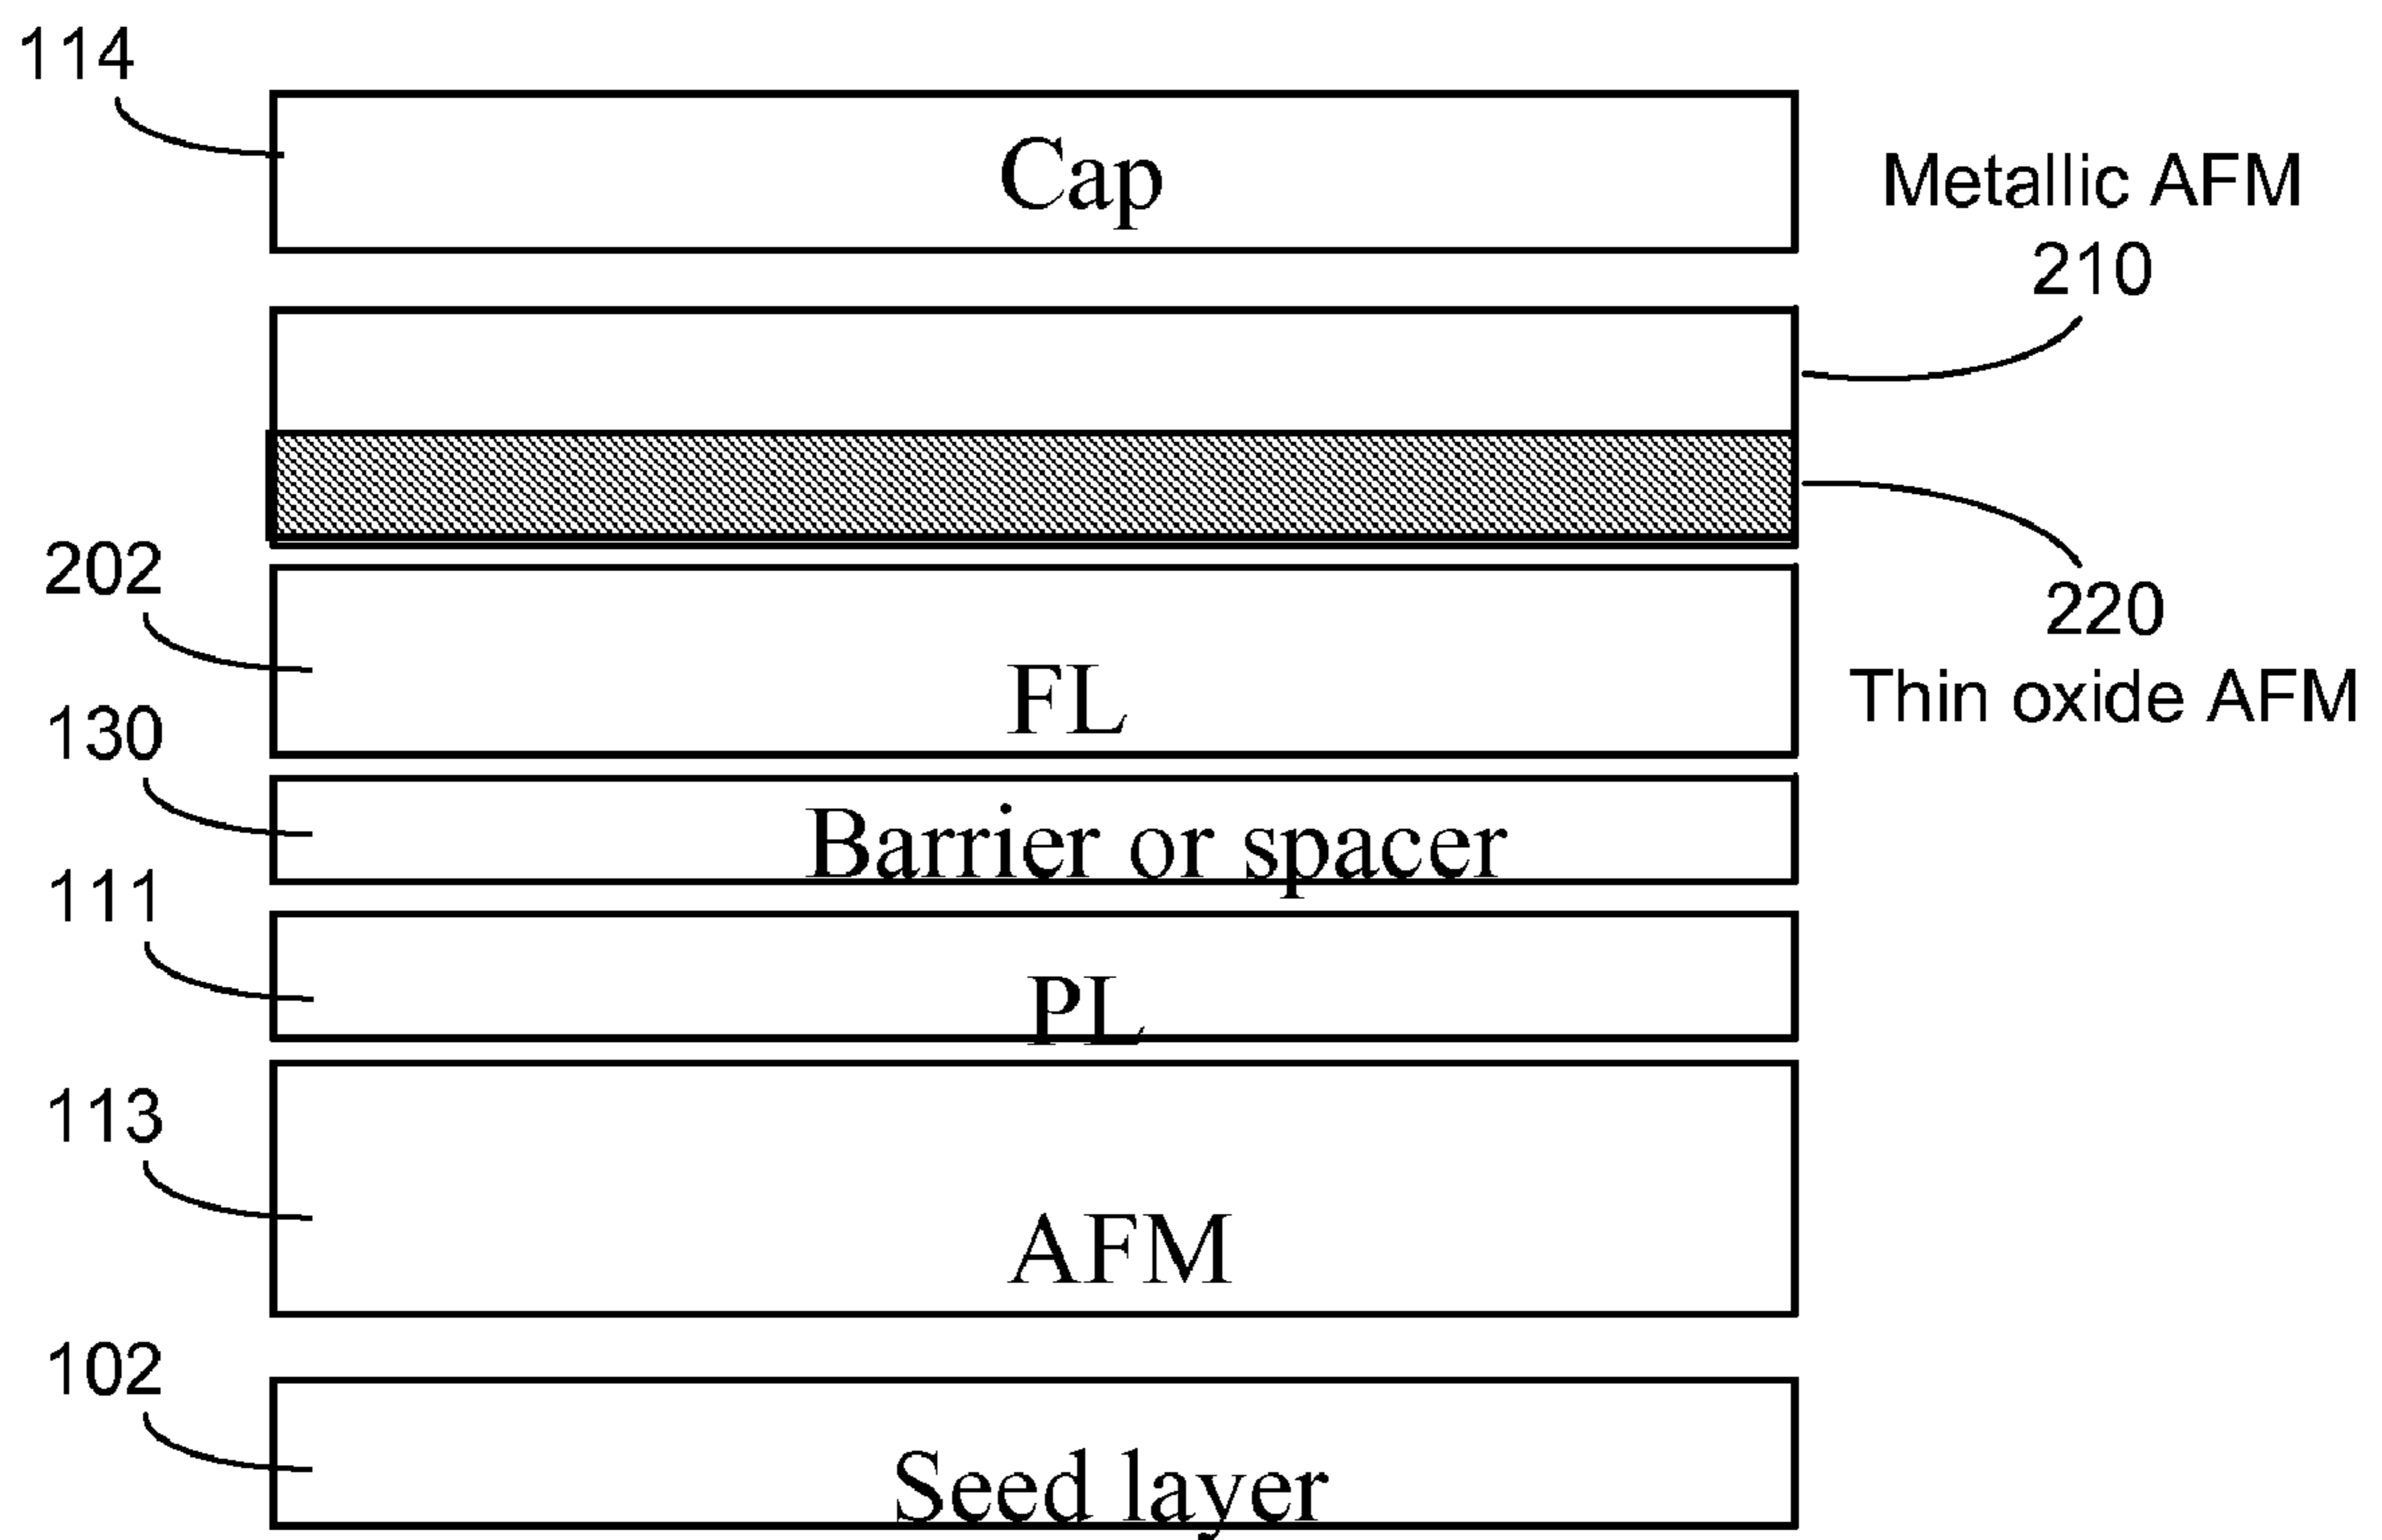 114
Cap
Metallic AFM
210
202
220
Thin oxide AFM
FL
130
Barrier or spacer
111
PL
113
AFM
102
Seed layer